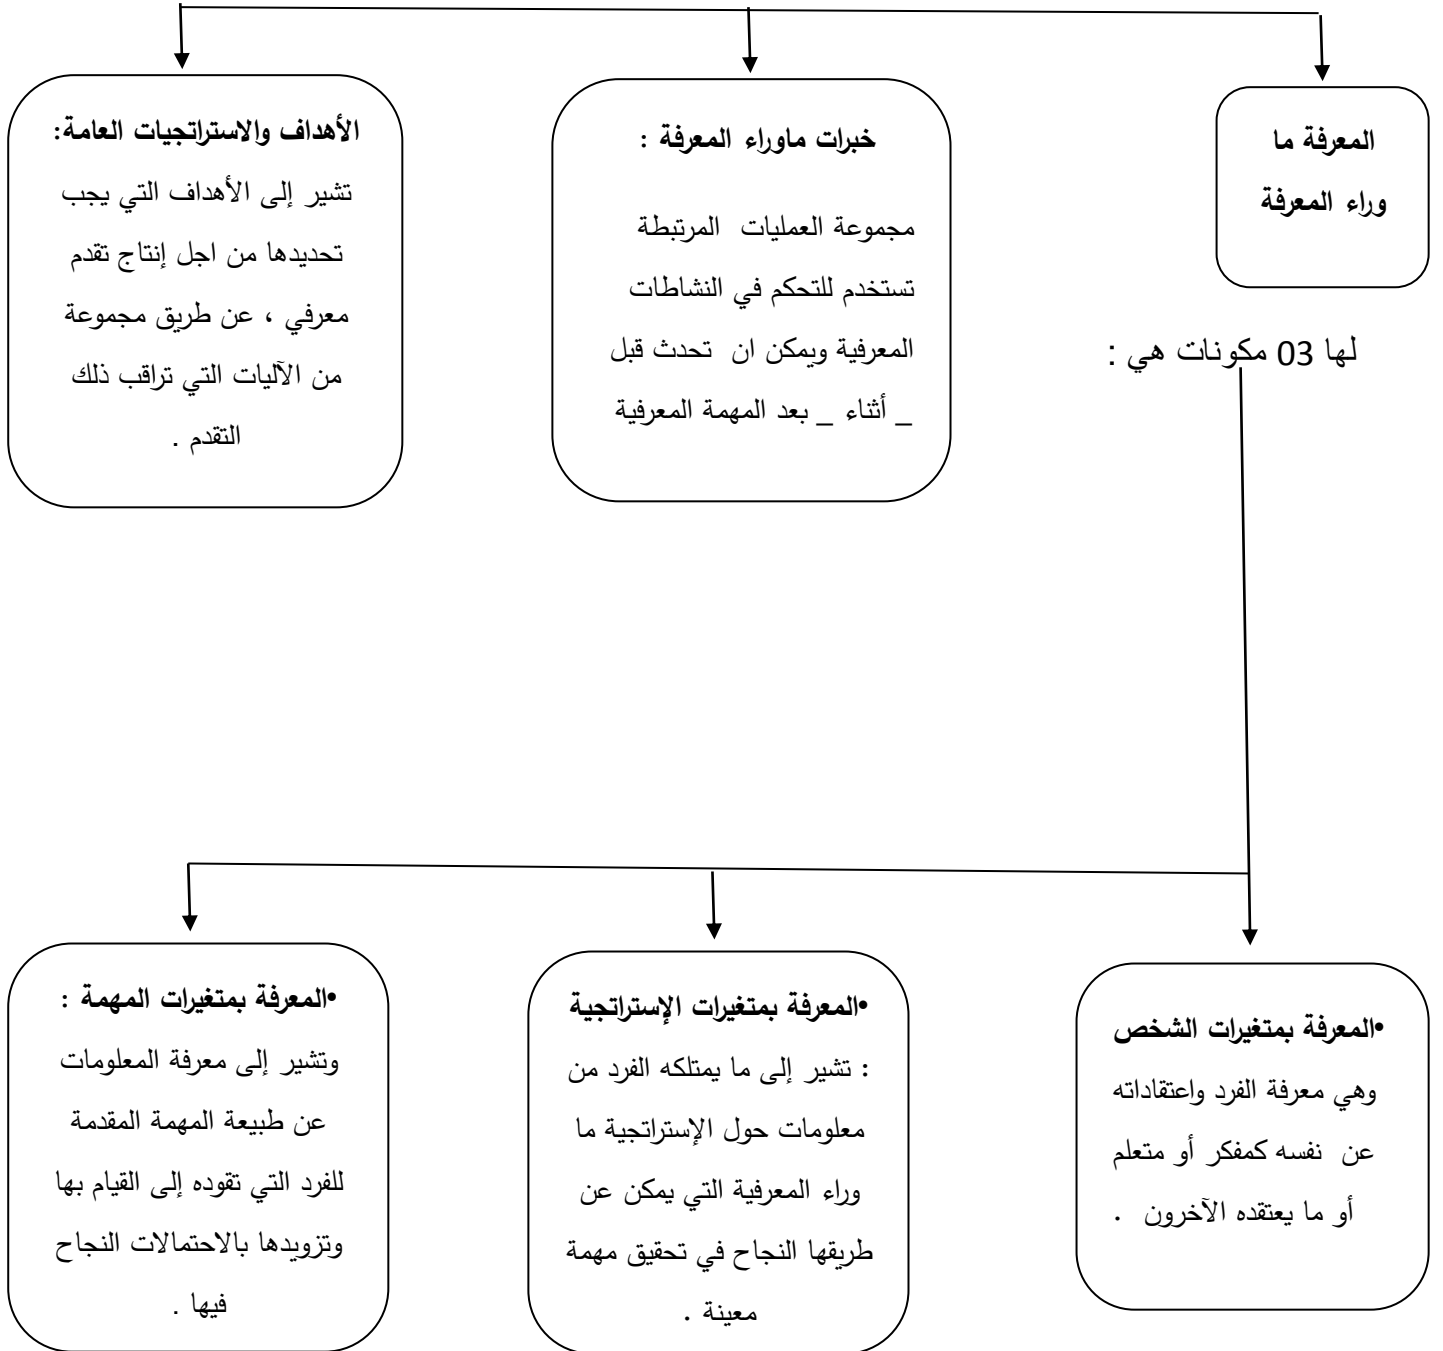 المعرفة ما
وراء المعرفة
خبرات ماوراء المعرفة :
مجموعة العمليات المرتبطة
تستخدم للتحكم في النشاطات
المعرفية ويمكن ان تحدث قبل
_ أثناء _ بعد المهمة المعرفية
الأهداف والاستراتجيات العامة:
تشير إلى الأهداف التي يجب
تحديدها من اجل إنتاج تقدم
معرفي ، عن طريق مجموعة
من الآليات التي تراقب ذلك
التقدم .
لها 03 مكونات هي :
•المعرفة بمتغيرات الشخص
وهي معرفة الفرد واعتقاداته
عن نفسه كمفكر أو متعلم
أو ما يعتقده الآخرون .
•المعرفة بمتغيرات الإستراتجية
: تشير إلى ما يمتلكه الفرد من
معلومات حول الإستراتجية ما
وراء المعرفية التي يمكن عن
طريقها النجاح في تحقيق مهمة
معينة .
•المعرفة بمتغيرات المهمة :
وتشير إلى معرفة المعلومات
عن طبيعة المهمة المقدمة
للفرد التي تقوده إلى القيام بها
وتزويدها بالاحتمالات النجاح
فيها .